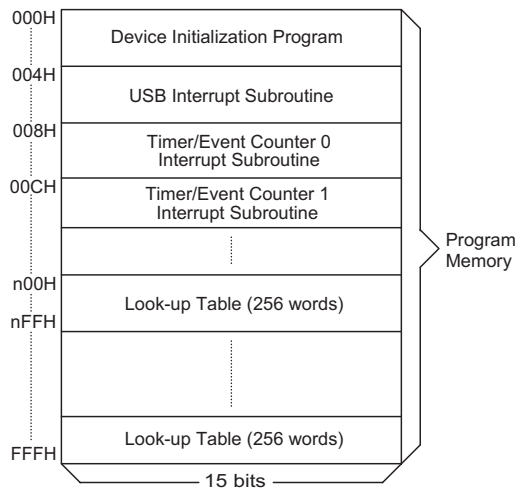 000H
Device Initialization Program
004H
USB Interrupt Subroutine
008H
Timer/Event Counter 0
Interrupt Subroutine
00CH
Timer/Event Counter 1
Interrupt Subroutine
Program
Memory
n00H
Look-up Table (256 words)
nFFH
Look-up Table (256 words)
FFFH
15 bits